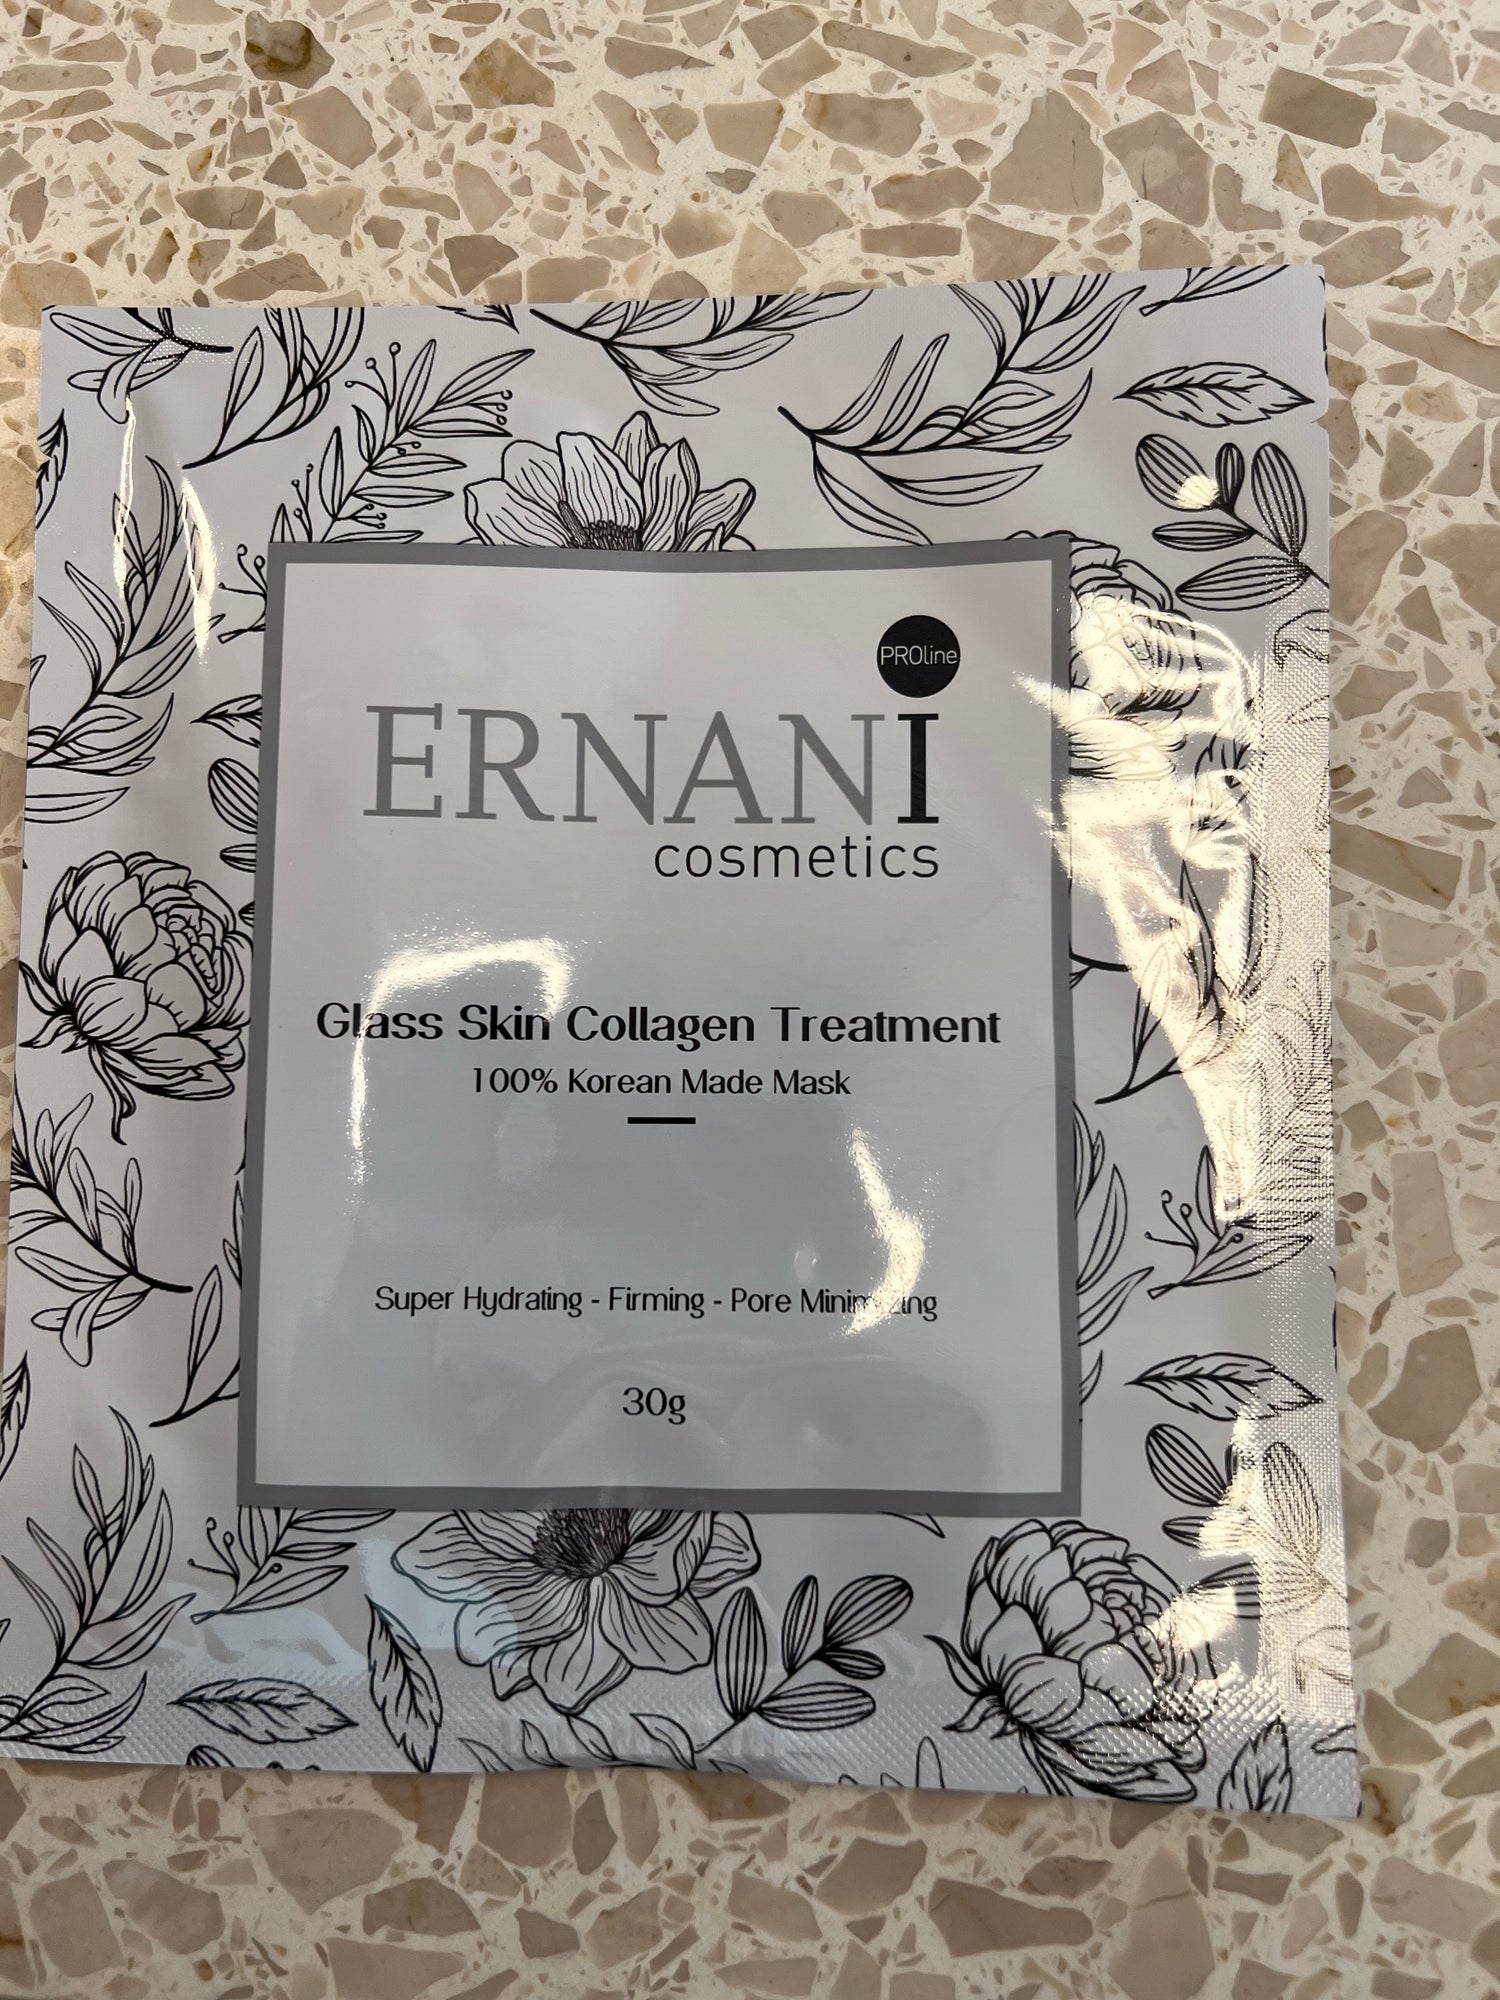 PROline
ERNANI
cosmetics
Glass Skin Collagen Treatment
100% Korean Made Mask
Super Hydrating - Firming - Pore Minimizing
30g